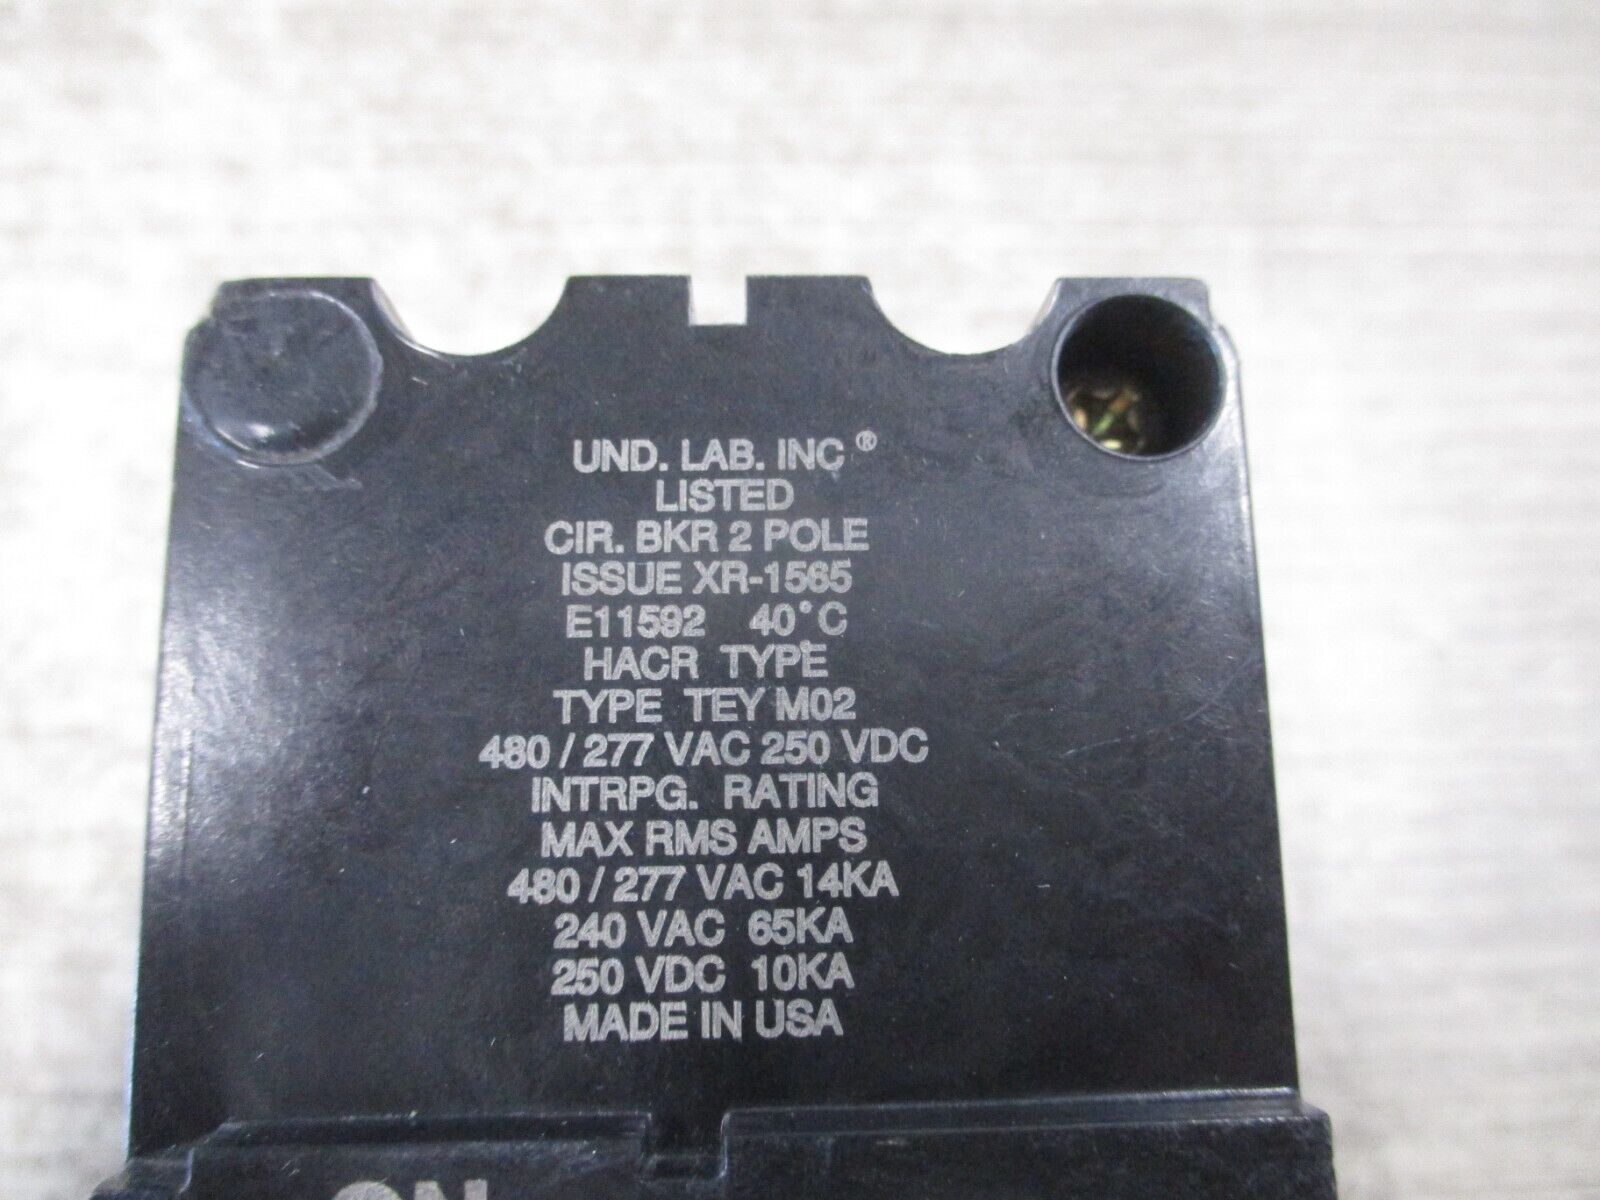 UND. LAB. INC ®
LISTED
CIR. BKR 2 POLE
ISSUE XR-1565
E11592 40°C
HACR TYPE
TYPE TEY M02
480 / 277 VAC 250 VDC
INTRPG. RATING
MAX RMS AMPS
480 / 277 VAC 14KA
240 VAC 65KA
250 VDC 10KA
MADE IN USA
ON